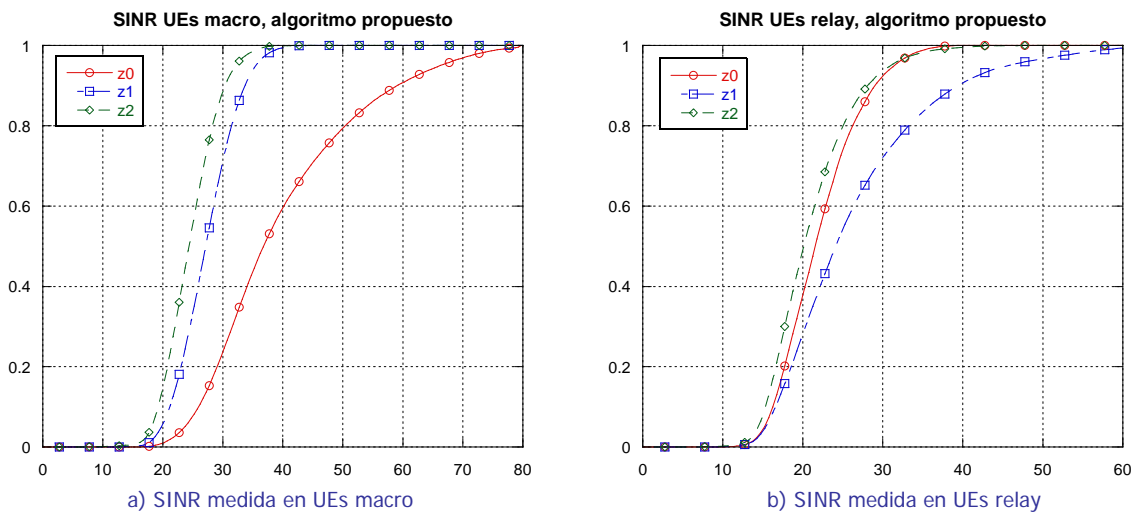 SINR UEs macro, algoritmo propuesto
1
0.8
0.6
0.4
0.2
0
z0
z1
z2
0 10 20 30 40 50 60 70 80
a) SINR medida en UEs macro
SINR UEs relay, algoritmo propuesto
1
0.8
0.6
0.4
0.2
0
z0
z1
z2
0 10 20 30 40 50 60
b) SINR medida en UEs relay